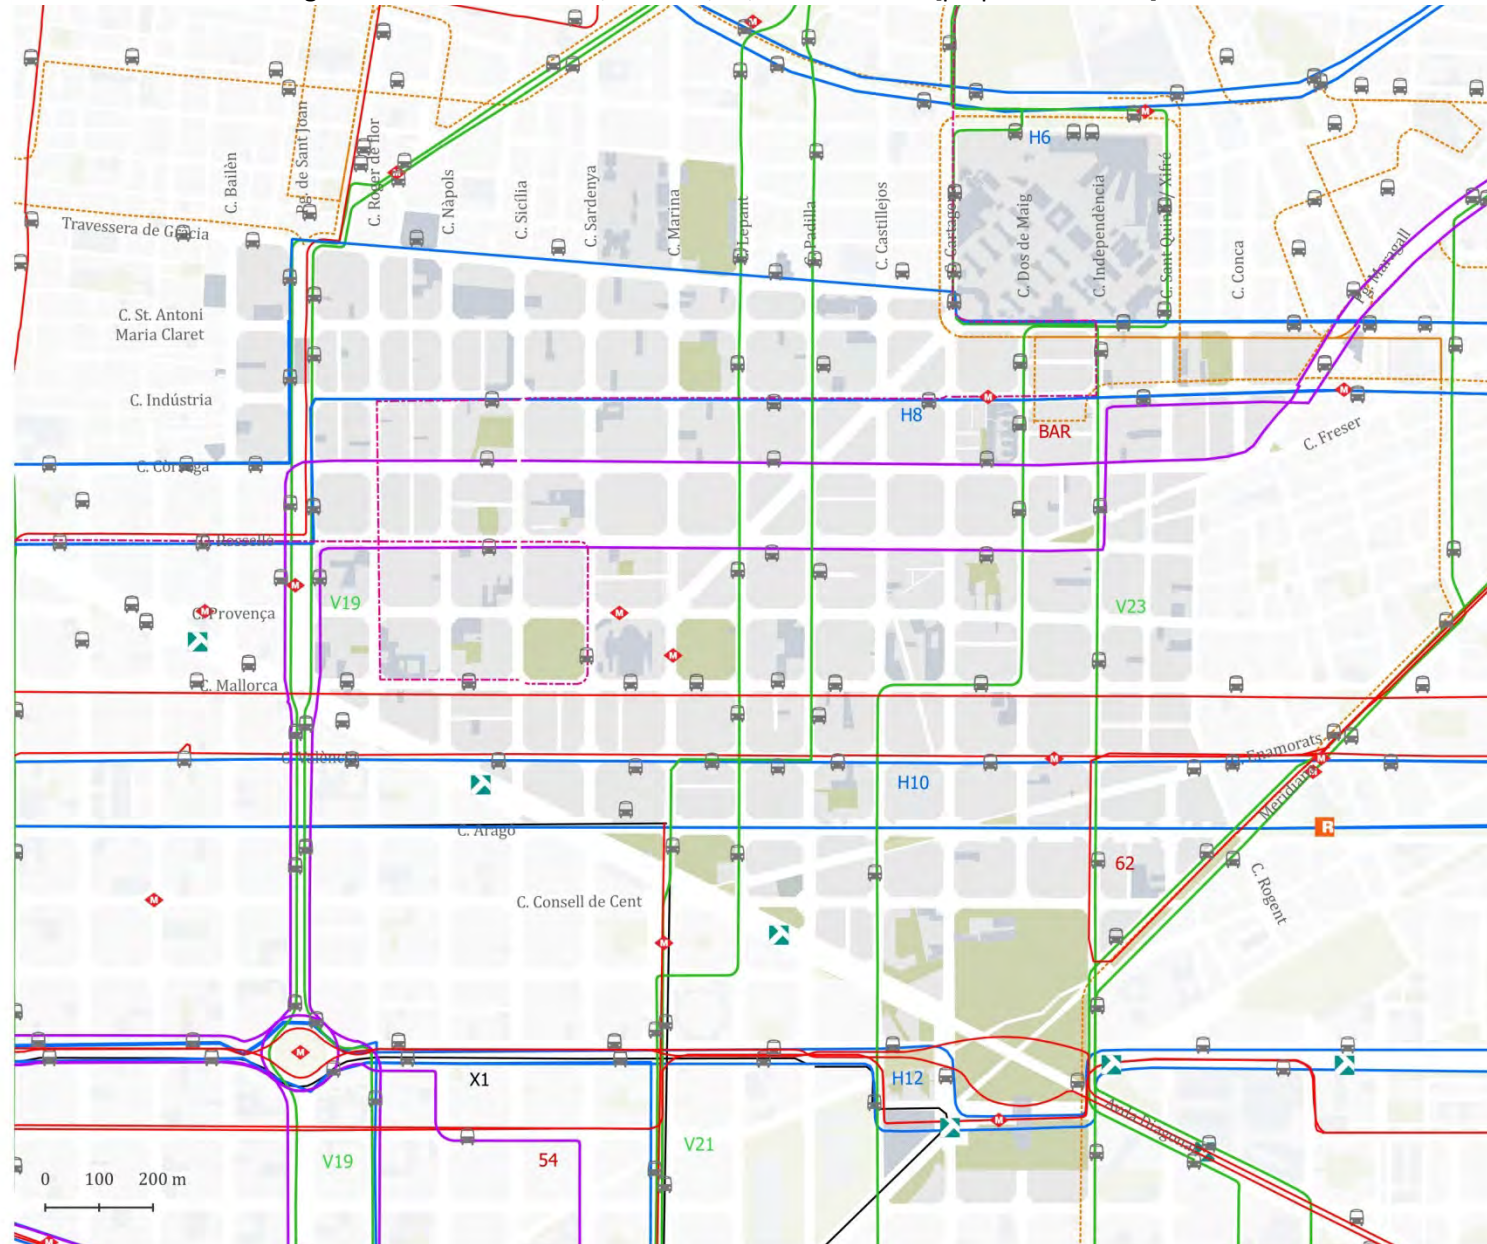 H6
C. Bailèn
Pg. de Sant Joan
C. Roger de flor
C. Nàpols
C. Sicília
C. Sardenya
C. Marina
C. Lepant
C. Padilla
C. Castillejos
C. Cartagena
C. Dos de Maig
C. Independència
C. Sant Quintí / Xifré
C. Conca
Pg. Maragall
Travessera de Gràcia
C. St. Antoni
Maria Claret
C. Indústria
H8
BAR
C. Freser
C. Còrsega
C. Rosselló
V19
V23
C. Provença
C. Mallorca
C. València
C. Enamorats
H10
Meridiana
C. Aragó
R
62
C. Rogent
C. Consell de Cent
X1
H12
Avda Diagonal
V19
54
V21
0 100 200 m